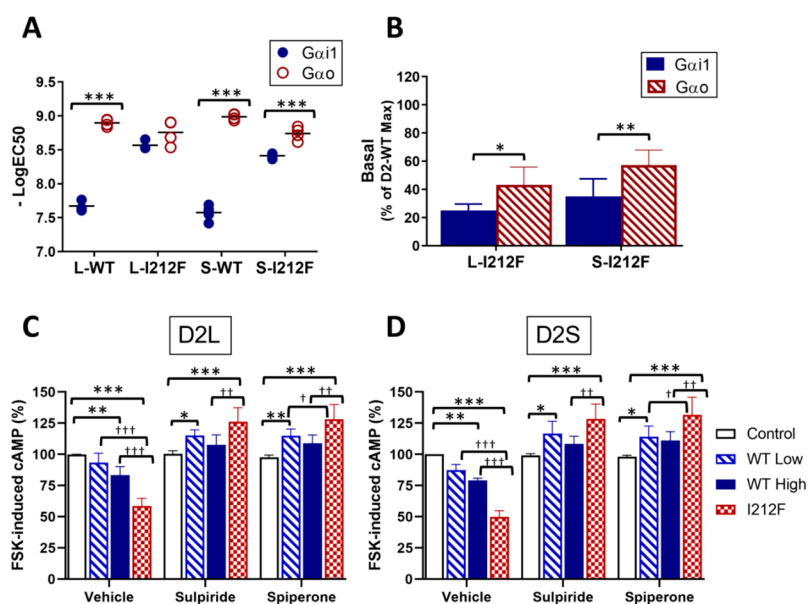 A
Gαi1
Gαo
- LogEC50
9.5
9.0
8.5
8.0
7.5
7.0
***
***
***
L-WT L-I212F S-WT S-I212F
B
Gαi1
Gαo
Basal
(% of D2-WT Max)
120
100
80
60
40
20
0
*
**
L-I212F S-I212F
C
D2L
FSK-induced cAMP (%)
150
125
100
75
50
25
0
***
**
†††
†††
***
*
††
***
**
†
††
Vehicle Sulpiride Spiperone
D
D2S
FSK-induced cAMP (%)
150
125
100
75
50
25
0
***
**
†††
†††
***
*
††
***
*
†
††
Vehicle Sulpiride Spiperone
Control
WT Low
WT High
I212F